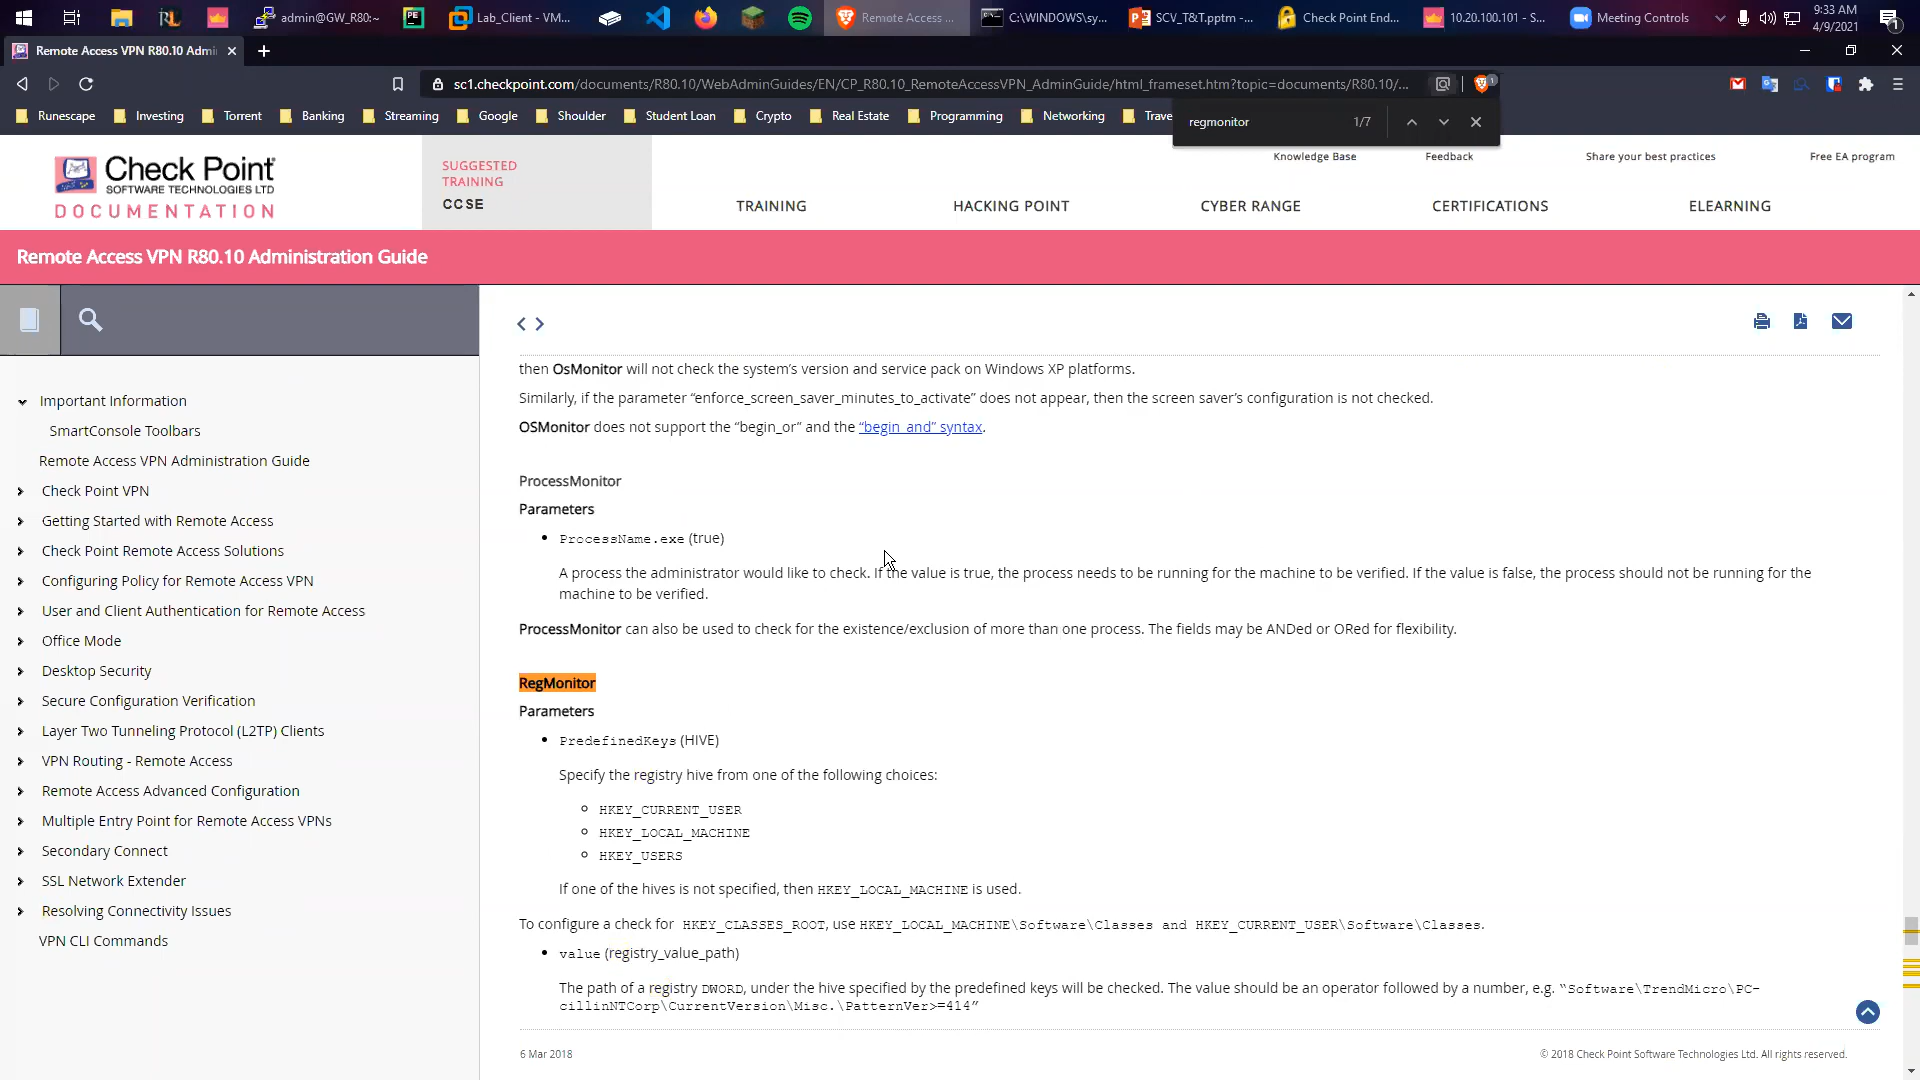 admin@GW_R80:~
Lab_Client - VM...
Remote Access ...
C:\WINDOWS\sy...
SCV_T&T.pptm -...
Check Point End...
10.20.100.101 - S...
Meeting Controls
9:33 AM
4/9/2021
1
Remote Access VPN R80.10 Admi
sc1.checkpoint.com/documents/R80.10/WebAdminGuides/EN/CP_R80.10_RemoteAccessVPN_AdminGuide/html_frameset.htm?topic=documents/R80.10/...
1
Runescape
Investing
Torrent
Banking
Streaming
Google
Shoulder
Student Loan
Crypto
Real Estate
Programming
Networking
Trave
regmonitor
1/7
Check Point
SOFTWARE TECHNOLOGIES LTD
DOCUMENTATION
SUGGESTED
TRAINING
CCSE
Knowledge Base
Feedback
Share your best practices
Free EA program
TRAINING
HACKING POINT
CYBER RANGE
CERTIFICATIONS
ELEARNING
Remote Access VPN R80.10 Administration Guide
Important Information
SmartConsole Toolbars
Remote Access VPN Administration Guide
Check Point VPN
Getting Started with Remote Access
Check Point Remote Access Solutions
Configuring Policy for Remote Access VPN
User and Client Authentication for Remote Access
Office Mode
Desktop Security
Secure Configuration Verification
Layer Two Tunneling Protocol (L2TP) Clients
VPN Routing - Remote Access
Remote Access Advanced Configuration
Multiple Entry Point for Remote Access VPNs
Secondary Connect
SSL Network Extender
Resolving Connectivity Issues
VPN CLI Commands
then OsMonitor will not check the system's version and service pack on Windows XP platforms.
Similarly, if the parameter “enforce_screen_saver_minutes_to_activate” does not appear, then the screen saver's configuration is not checked.
OSMonitor does not support the “begin_or” and the “begin_and” syntax.
ProcessMonitor
Parameters
ProcessName.exe (true)
A process the administrator would like to check. If the value is true, the process needs to be running for the machine to be verified. If the value is false, the process should not be running for the
machine to be verified.
ProcessMonitor can also be used to check for the existence/exclusion of more than one process. The fields may be ANDed or ORed for flexibility.
RegMonitor
Parameters
PredefinedKeys (HIVE)
Specify the registry hive from one of the following choices:
HKEY_CURRENT_USER
HKEY_LOCAL_MACHINE
HKEY_USERS
If one of the hives is not specified, then HKEY_LOCAL_MACHINE is used.
To configure a check for HKEY_CLASSES_ROOT, use HKEY_LOCAL_MACHINE\Software\Classes and HKEY_CURRENT_USER\Software\Classes.
value (registry_value_path)
The path of a registry DWORD, under the hive specified by the predefined keys will be checked. The value should be an operator followed by a number, e.g. “Software\TrendMicro\PC-
cillinNTCorp\CurrentVersion\Misc.\PatternVer>=414”
6 Mar 2018
© 2018 Check Point Software Technologies Ltd. All rights reserved.